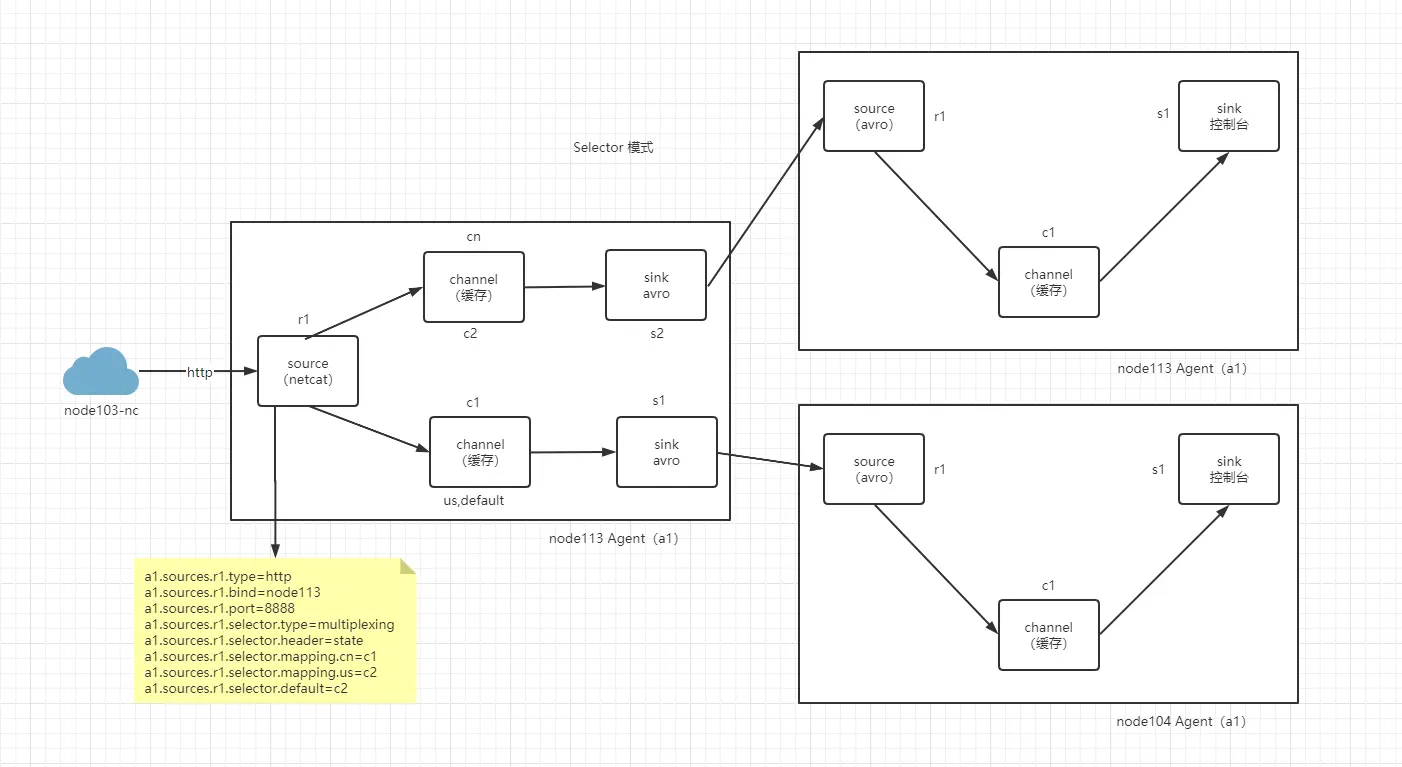 Selector 模式
node103-nc
http
r1
source
(netcat)
cn
channel
(缓存)
c2
sink
avro
s2
c1
channel
(缓存)
us,default
s1
sink
avro
node113 Agent（a1）
a1.sources.r1.type=http
a1.sources.r1.bind=node113
a1.sources.r1.port=8888
a1.sources.r1.selector.type=multiplexing
a1.sources.r1.selector.header=state
a1.sources.r1.selector.mapping.cn=c1
a1.sources.r1.selector.mapping.us=c2
a1.sources.r1.selector.default=c2
source
(avro)
r1
s1
sink
控制台
c1
channel
(缓存)
node113 Agent（a1）
source
(avro)
r1
s1
sink
控制台
c1
channel
(缓存)
node104 Agent（a1）